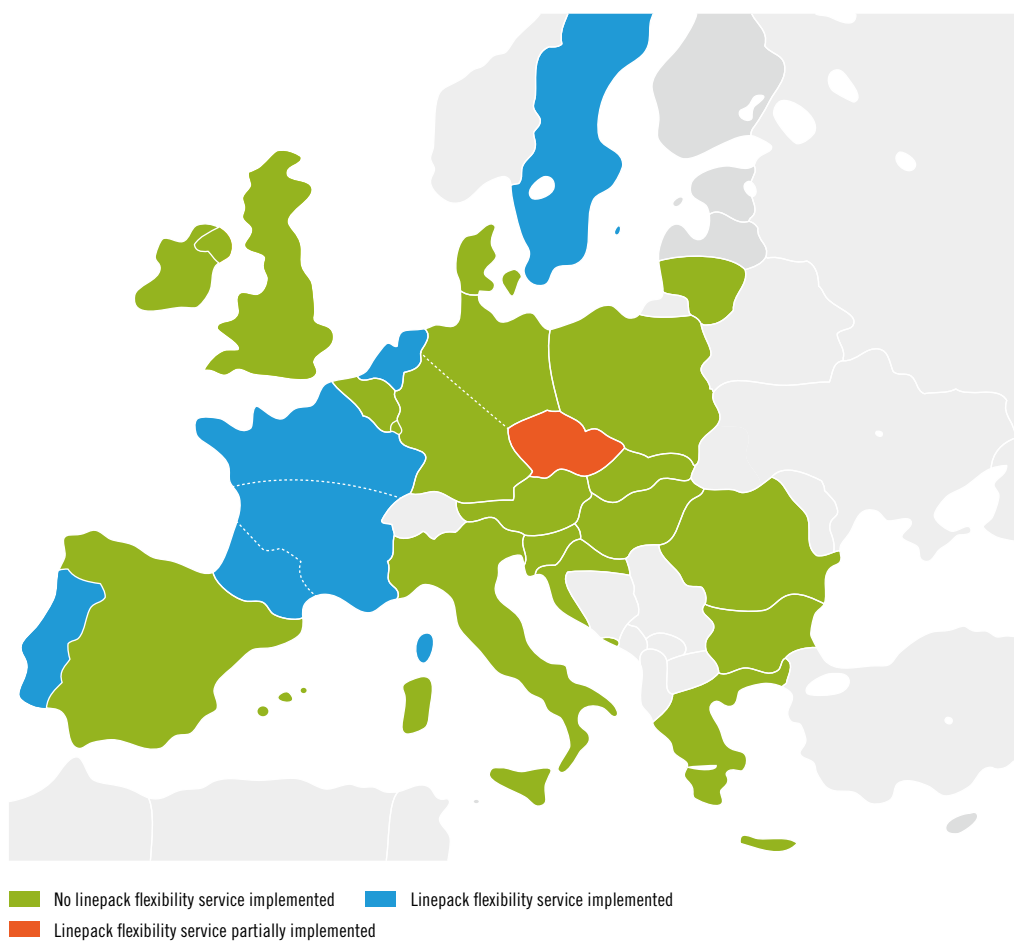 No linepack flexibility service implemented
Linepack flexibility service implemented
Linepack flexibility service partially implemented